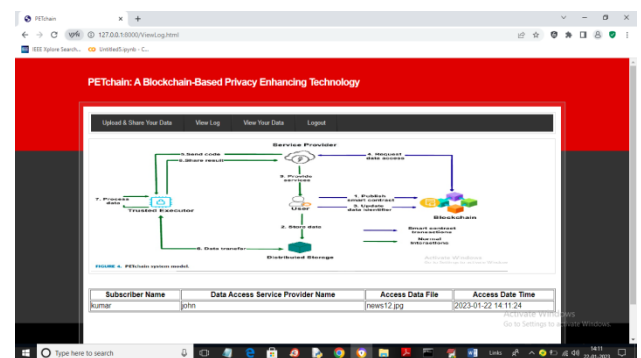 PETchain
127.0.0.1:8000/ViewLog.html
IEEE Xplore Search...
Untitled5.ipynb - C...
PETchain: A Blockchain-Based Privacy Enhancing Technology
Upload & Share Your Data View Log View Your Data Logout
Service Provider
5.Send code
6.Share result
4. Request
data access
9. Provide
services
7. Process
data
Trusted Executor
User
1. Publish
smart contract
3. Update
data identifier
Blockchain
2. Store data
Smart contract
transactions
Normal
interactions
8. Data transfer
Distributed Storage
FIGURE 4. PETchain system model.
Activate Windows
Subscriber Name Data Access Service Provider Name Access Data File Access Date Time
kumar john news12.jpg 2023-01-22 14:11:24
Activate Windows
Go to Settings to activate Windows.
Type here to search
Links
14:11
22-01-2023